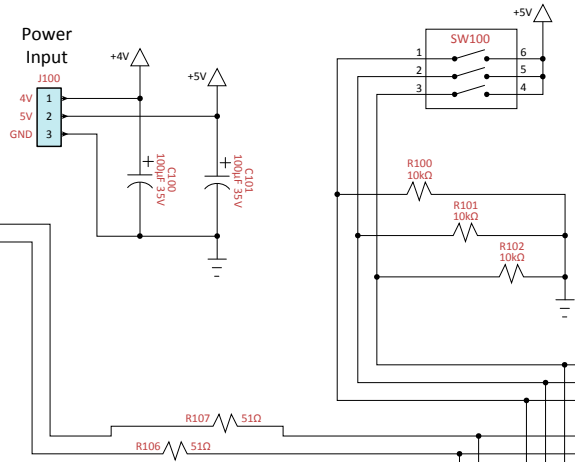 Power
Input
J100
4V 1
5V 2
GND 3
+4V
+5V
+
C100
100µF 35V
+
C101
100µF 35V
+5V
SW100
1 6
2 5
3 4
R100
10kΩ
R101
10kΩ
R102
10kΩ
R107 51Ω
R106 51Ω